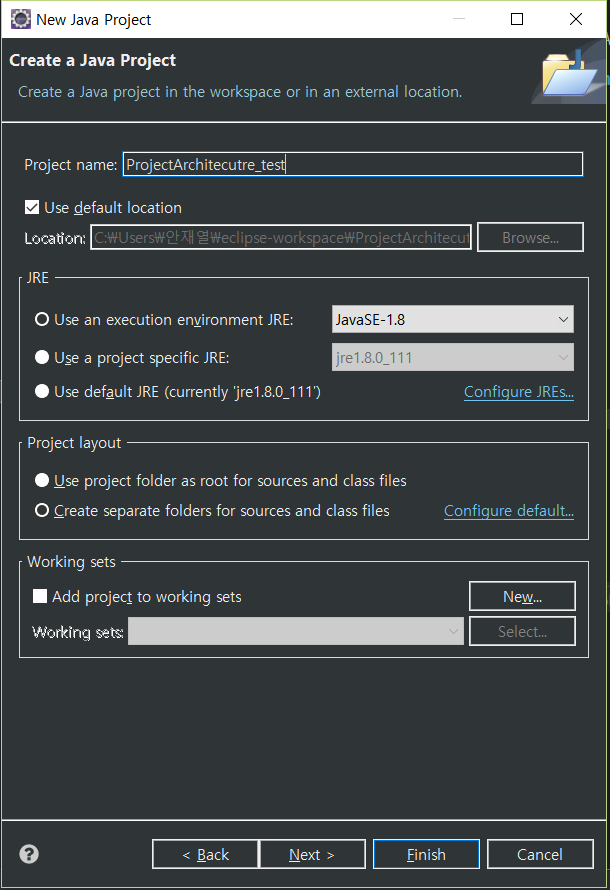 New Java Project
Create a Java Project
Create a Java project in the workspace or in an external location.
Project name: ProjectArchitecutre_test
Use default location
Location: C:₩Users₩안재열₩eclipse-workspace₩ProjectArchitecut
Browse...
JRE
Use an execution environment JRE: JavaSE-1.8
Use a project specific JRE: jre1.8.0_111
Use default JRE (currently 'jre1.8.0_111') Configure JREs...
Project layout
Use project folder as root for sources and class files
Create separate folders for sources and class files Configure default...
Working sets
Add project to working sets New...
Working sets: Select...
? < Back Next > Finish Cancel